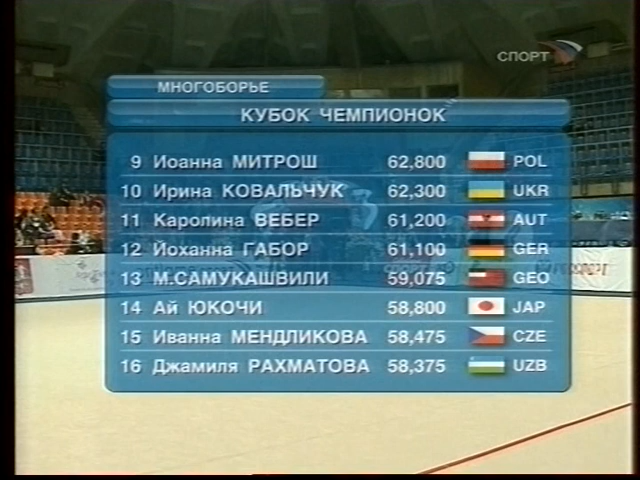 СПОРТ
МНОГОБОРЬЕ
КУБОК ЧЕМПИОНОК
9 Иоанна МИТРОШ 62,800 POL
10 Ирина КОВАЛЬЧУК 62,300 UKR
11 Каролина ВЕБЕР 61,200 AUT
12 Йоханна ГАБОР 61,100 GER
13 М.САМУКАШВИЛИ 59,075 GEO
14 Ай ЮКОЧИ 58,800 JAP
15 Иванна МЕНДЛИКОВА 58,475 CZE
16 Джамиля РАХМАТОВА 58,375 UZB